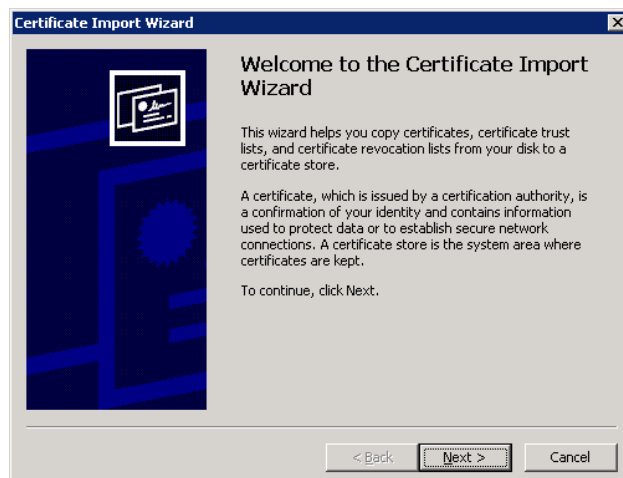 Certificate Import Wizard
Welcome to the Certificate Import
Wizard
This wizard helps you copy certificates, certificate trust
lists, and certificate revocation lists from your disk to a
certificate store.
A certificate, which is issued by a certification authority, is
a confirmation of your identity and contains information
used to protect data or to establish secure network
connections. A certificate store is the system area where
certificates are kept.
To continue, click Next.
< Back
Next >
Cancel